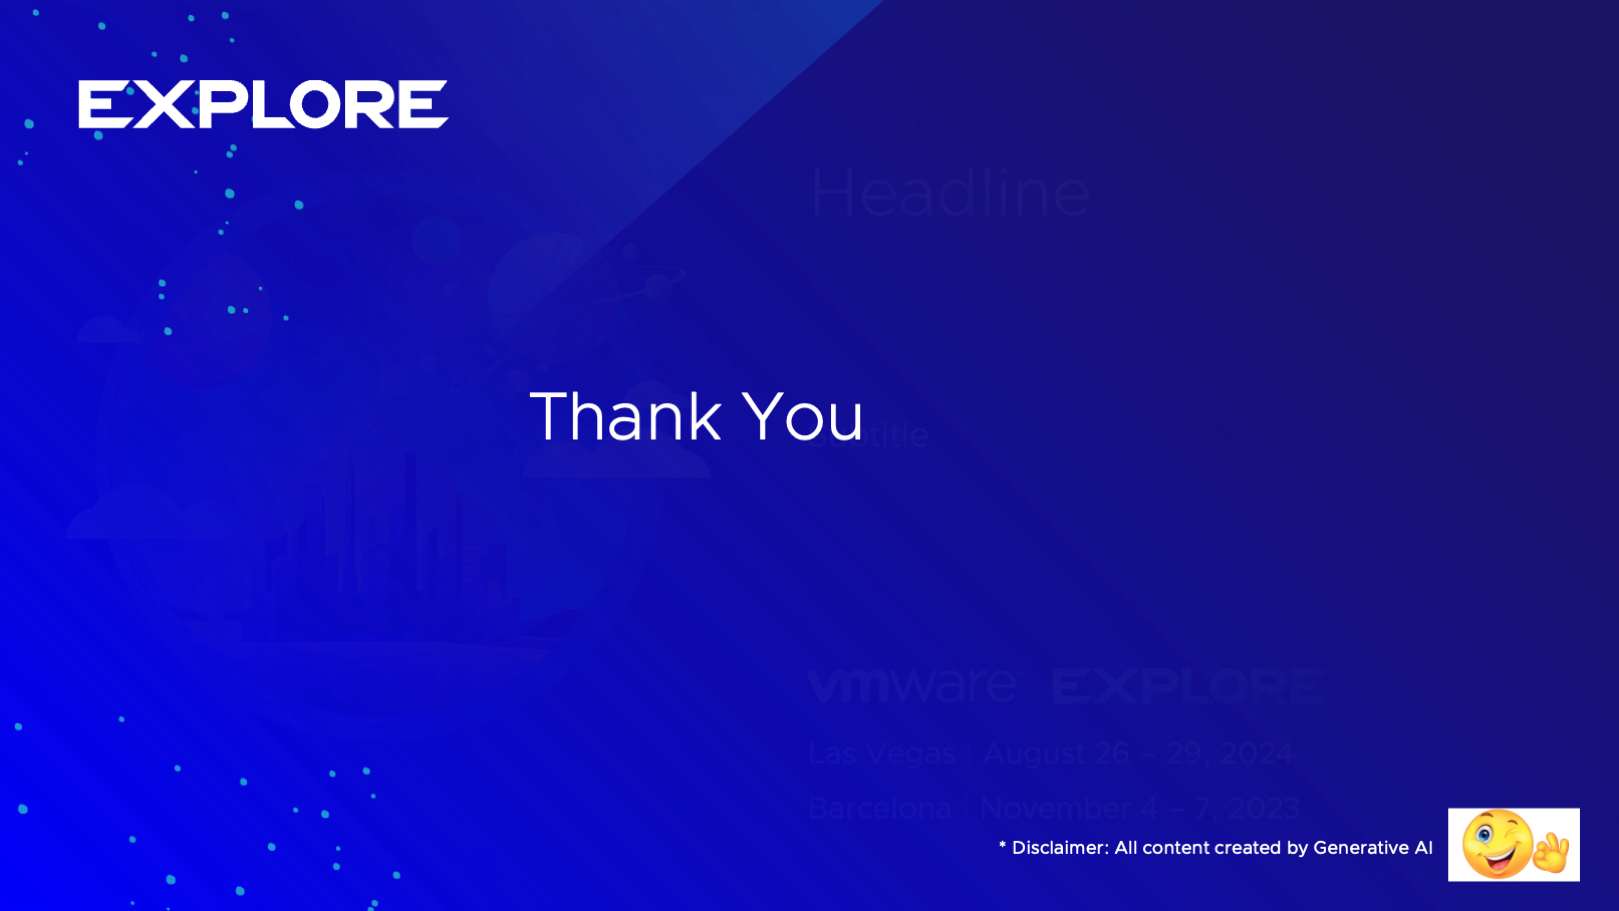 EXPLORE
Headline
Thank You
vmware EXPLORE
Las Vegas | August 26 – 29, 2024
Barcelona | November 4 – 7, 2023
* Disclaimer: All content created by Generative AI